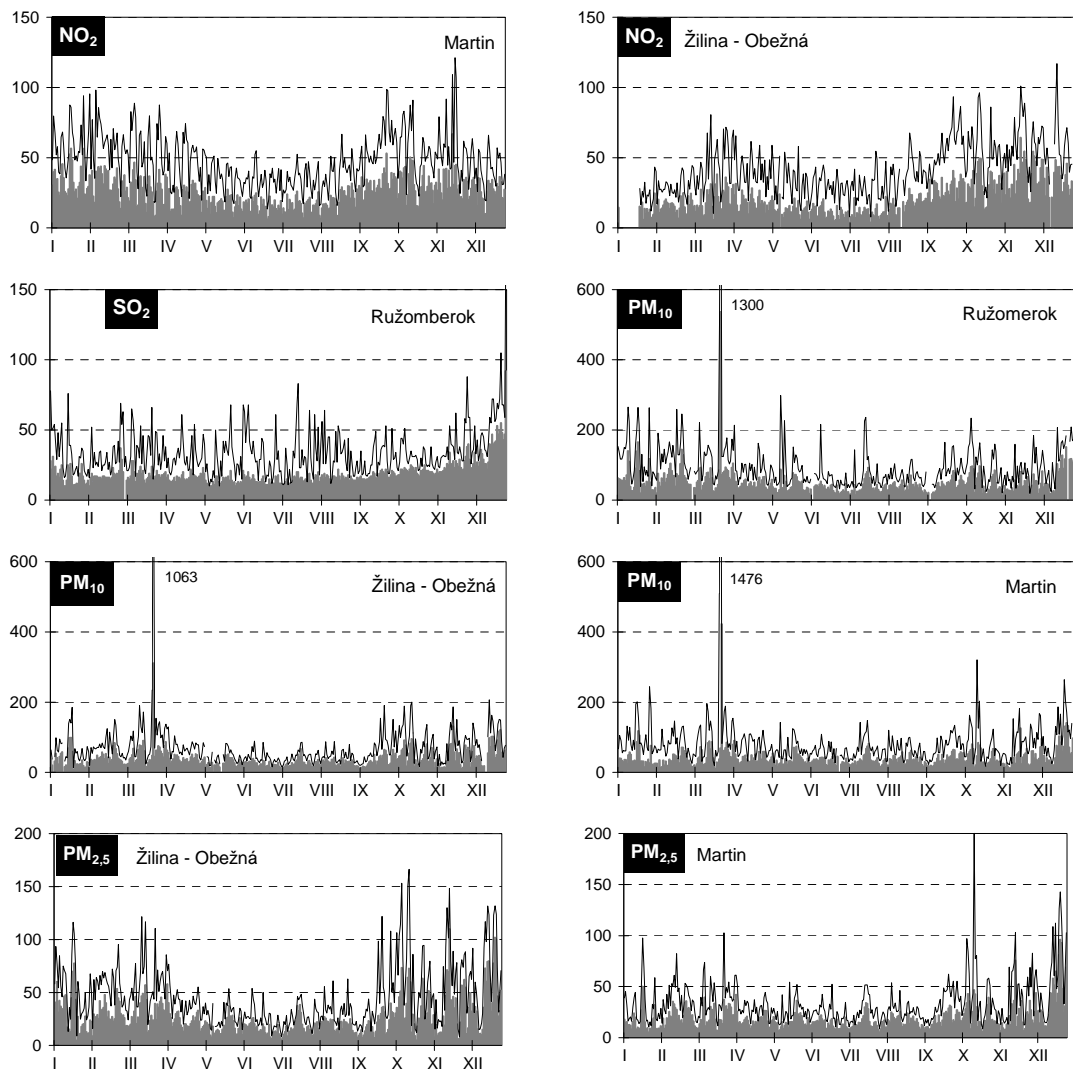 NO2 Martin
150
100
50
0
I II III IV V VI VII VIII IX X XI XII
NO2 Žilina - Obežná
150
100
50
0
I II III IV V VI VII VIII IX X XI XII
SO2 Ružomberok
150
100
50
0
I II III IV V VI VII VIII IX X XI XII
PM10 1300 Ružomerok
600
400
200
0
I II III IV V VI VII VIII IX X XI XII
PM10 1063 Žilina - Obežná
600
400
200
0
I II III IV V VI VII VIII IX X XI XII
PM10 1476 Martin
600
400
200
0
I II III IV V VI VII VIII IX X XI XII
PM2,5 Žilina - Obežná
200
150
100
50
0
I II III IV V VI VII VIII IX X XI XII
PM2,5 Martin
200
150
100
50
0
I II III IV V VI VII VIII IX X XI XII